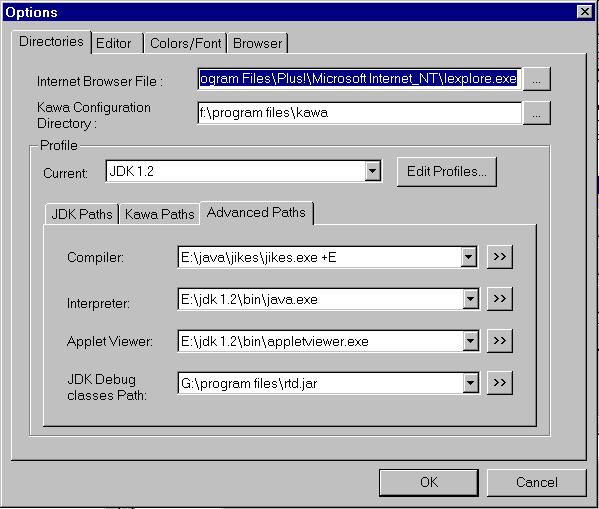 Options
Directories Editor Colors/Font Browser
Internet Browser File : ogram Files\Plus!\Microsoft Internet_NT\Iexplore.exe ...
Kawa Configuration
Directory : f:\program files\kawa ...
Profile
Current: JDK 1.2 Edit Profiles...
JDK Paths Kawa Paths Advanced Paths
Compiler: E:\java\jikes\jikes.exe +E >>
Interpreter: E:\jdk 1.2\bin\java.exe >>
Applet Viewer: E:\jdk 1.2\bin\appletviewer.exe >>
JDK Debug
classes Path: G:\program files\rtd.jar >>
OK Cancel